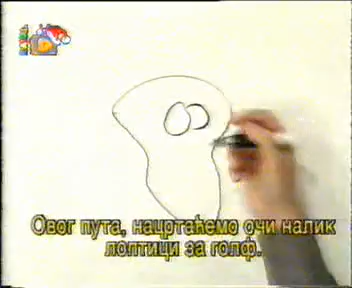 Овог пута, нацртаћемо очи налик
лоптици за голф.